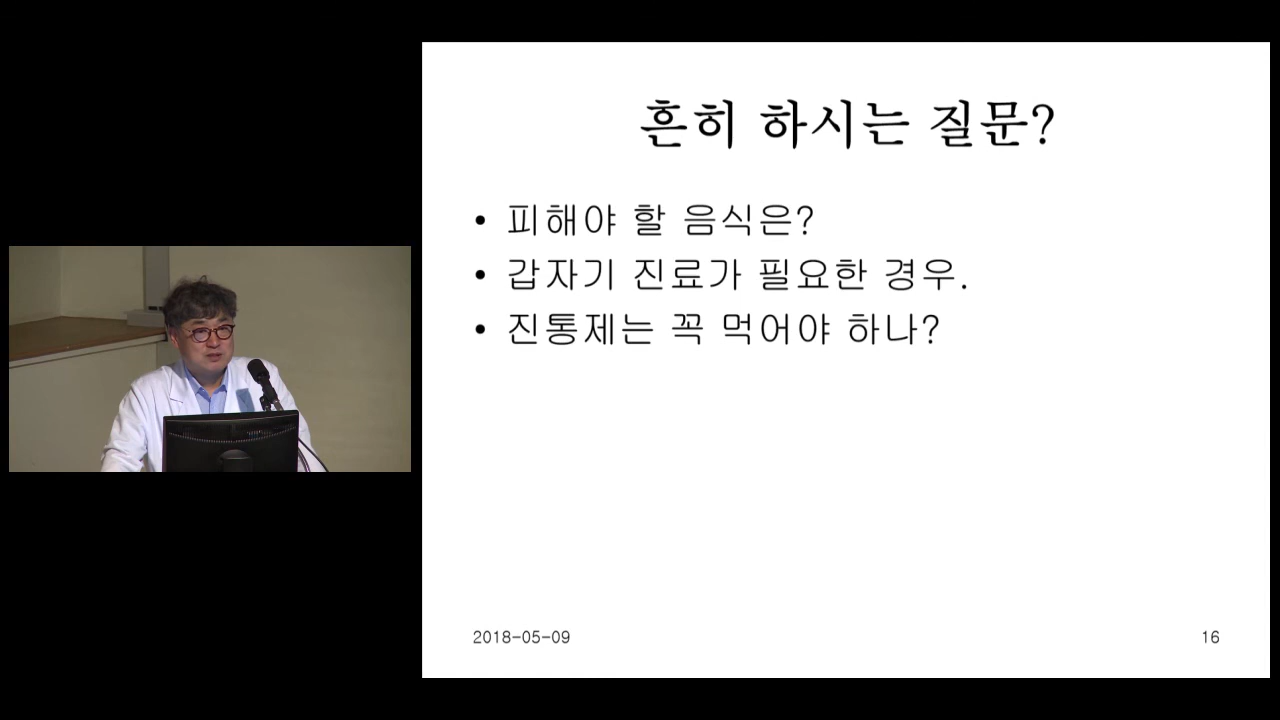 흔히 하시는 질문?
• 피해야 할 음식은?
• 갑자기 진료가 필요한 경우.
• 진통제는 꼭 먹어야 하나?
2018-05-09
16